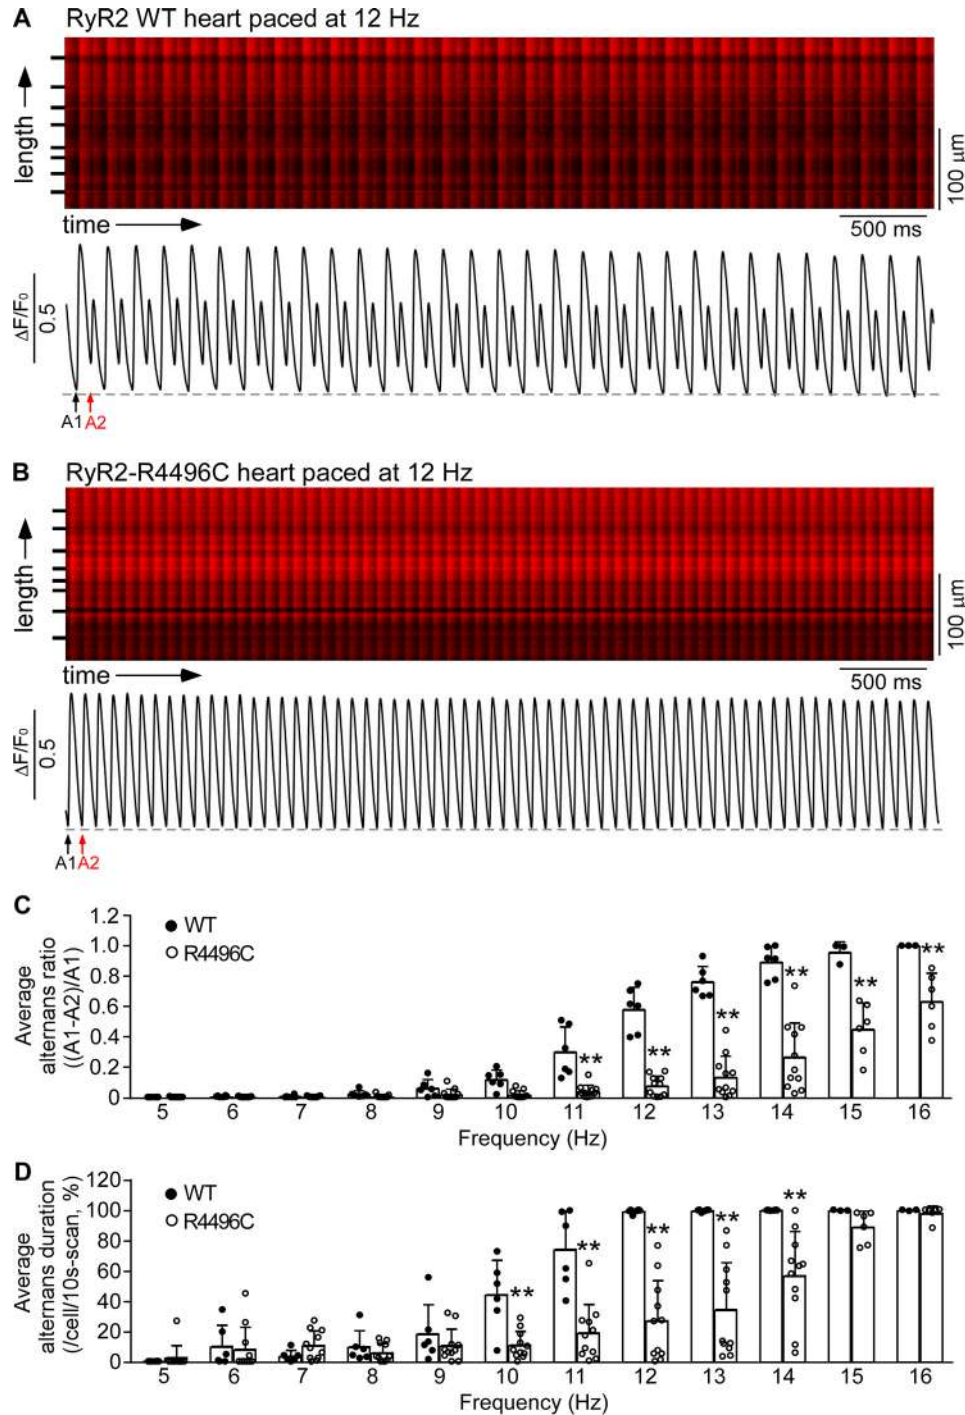 A RyR2 WT heart paced at 12 Hz
length
100 µm
time
500 ms
ΔF/F₀
0.5
A1 A2
B RyR2-R4496C heart paced at 12 Hz
length
100 µm
time
500 ms
ΔF/F₀
0.5
A1 A2
C
Average
alternans ratio
((A1-A2)/A1)
1.2
1.0
0.8
0.6
0.4
0.2
0
WT
R4496C
** ** ** ** ** **
5 6 7 8 9 10 11 12 13 14 15 16
Frequency (Hz)
D
Average
alternans duration
(/cell/10s-scan, %)
120
100
80
60
40
20
0
WT
R4496C
** ** ** ** **
5 6 7 8 9 10 11 12 13 14 15 16
Frequency (Hz)